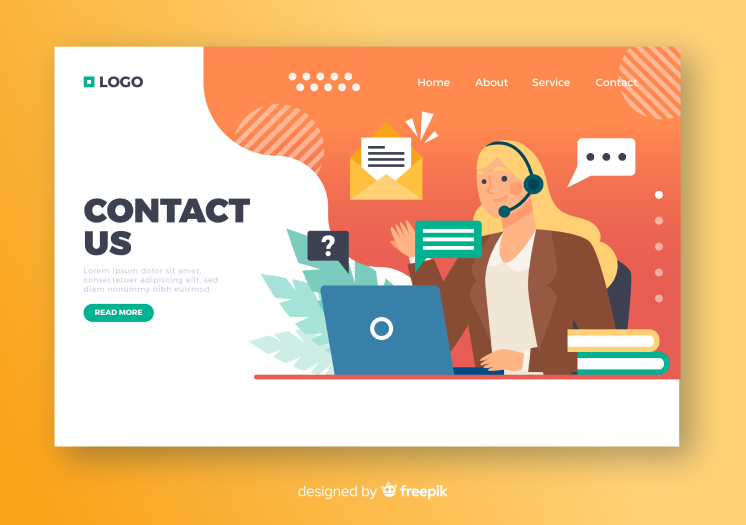 LOGO
Home About Service Contact
CONTACT
US
Lorem ipsum dolor sit amet,
consectetuer adipiscing elit, sed
diam nonummy nibh euismod
READ MORE
?
designed by freepik